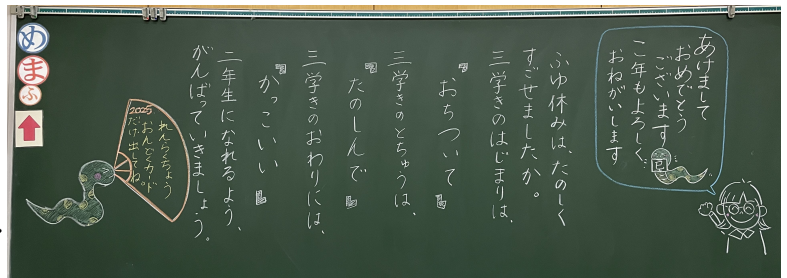 あけまして
おめでとう
ございます
こ年もよろしく
おねがいします
ふゆ休みは、たのしく
すごせましたか。
三学きのはじまりは、
『おちついて』
三学きのとちゅうは、
『たのしんで』
三学きのおわりには、
『かっこいい』
二年生になれるよう、
がんばっていきましょう。
2025
れんらくちょう
おんどくカード
だけ出してね。
め
ま
ふ